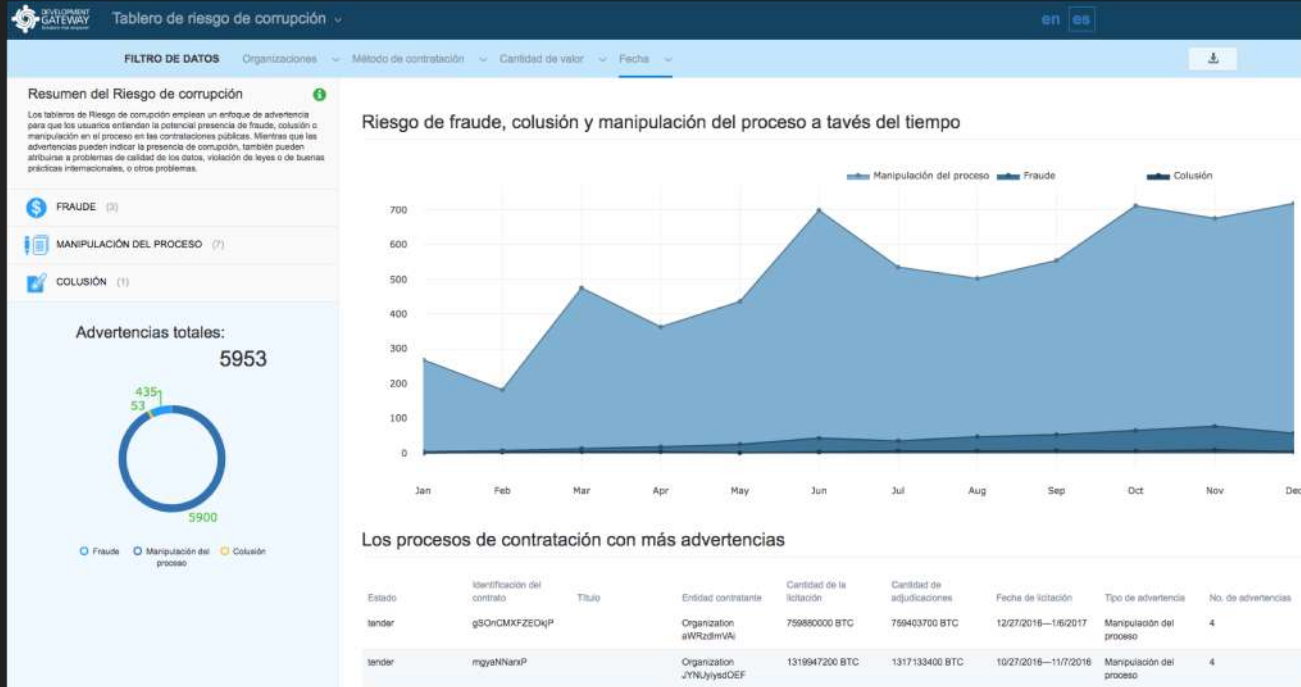 DEVELOPMENT
GATEWAY
Tablero de riesgo de corrupción
en es
FILTRO DE DATOS Organizaciones Método de contratación Cantidad de valor Fecha
Resumen del Riesgo de corrupción
Los tableros de Riesgo de corrupción emplean un enfoque de advertencia
para que los usuarios entiendan la potencial presencia de fraude, colusión o
manipulación en el proceso en las contrataciones públicas. Mientras que las
advertencias pueden indicar la presencia de corrupción, también pueden
atribuirse a problemas de calidad de los datos, violación de leyes o de buenas
prácticas internacionales, o otros problemas.
FRAUDE (3)
MANIPULACIÓN DEL PROCESO (7)
COLUSIÓN (1)
Advertencias totales:
5953
435
53
5900
Fraude Manipulación del proceso Colusión
Riesgo de fraude, colusión y manipulación del proceso a tavés del tiempo
Manipulación del proceso Fraude Colusión
700
600
500
400
300
200
100
0
Jan Feb Mar Apr May Jun Jul Aug Sep Oct Nov Dec
Los procesos de contratación con más advertencias
Estado Identificación del contrato Título Entidad contratante Cantidad de la licitación Cantidad de adjudicaciones Fecha de licitación Tipo de advertencia No. de advertencias
tender gSOnCMXFZEOkjP Organization 759880000 BTC 759403700 BTC 12/27/2016—1/6/2017 Manipulación del proceso 4
tender mgyaNNarxP Organization 1319947200 BTC 1317133400 BTC 10/27/2016—11/7/2016 Manipulación del proceso 4